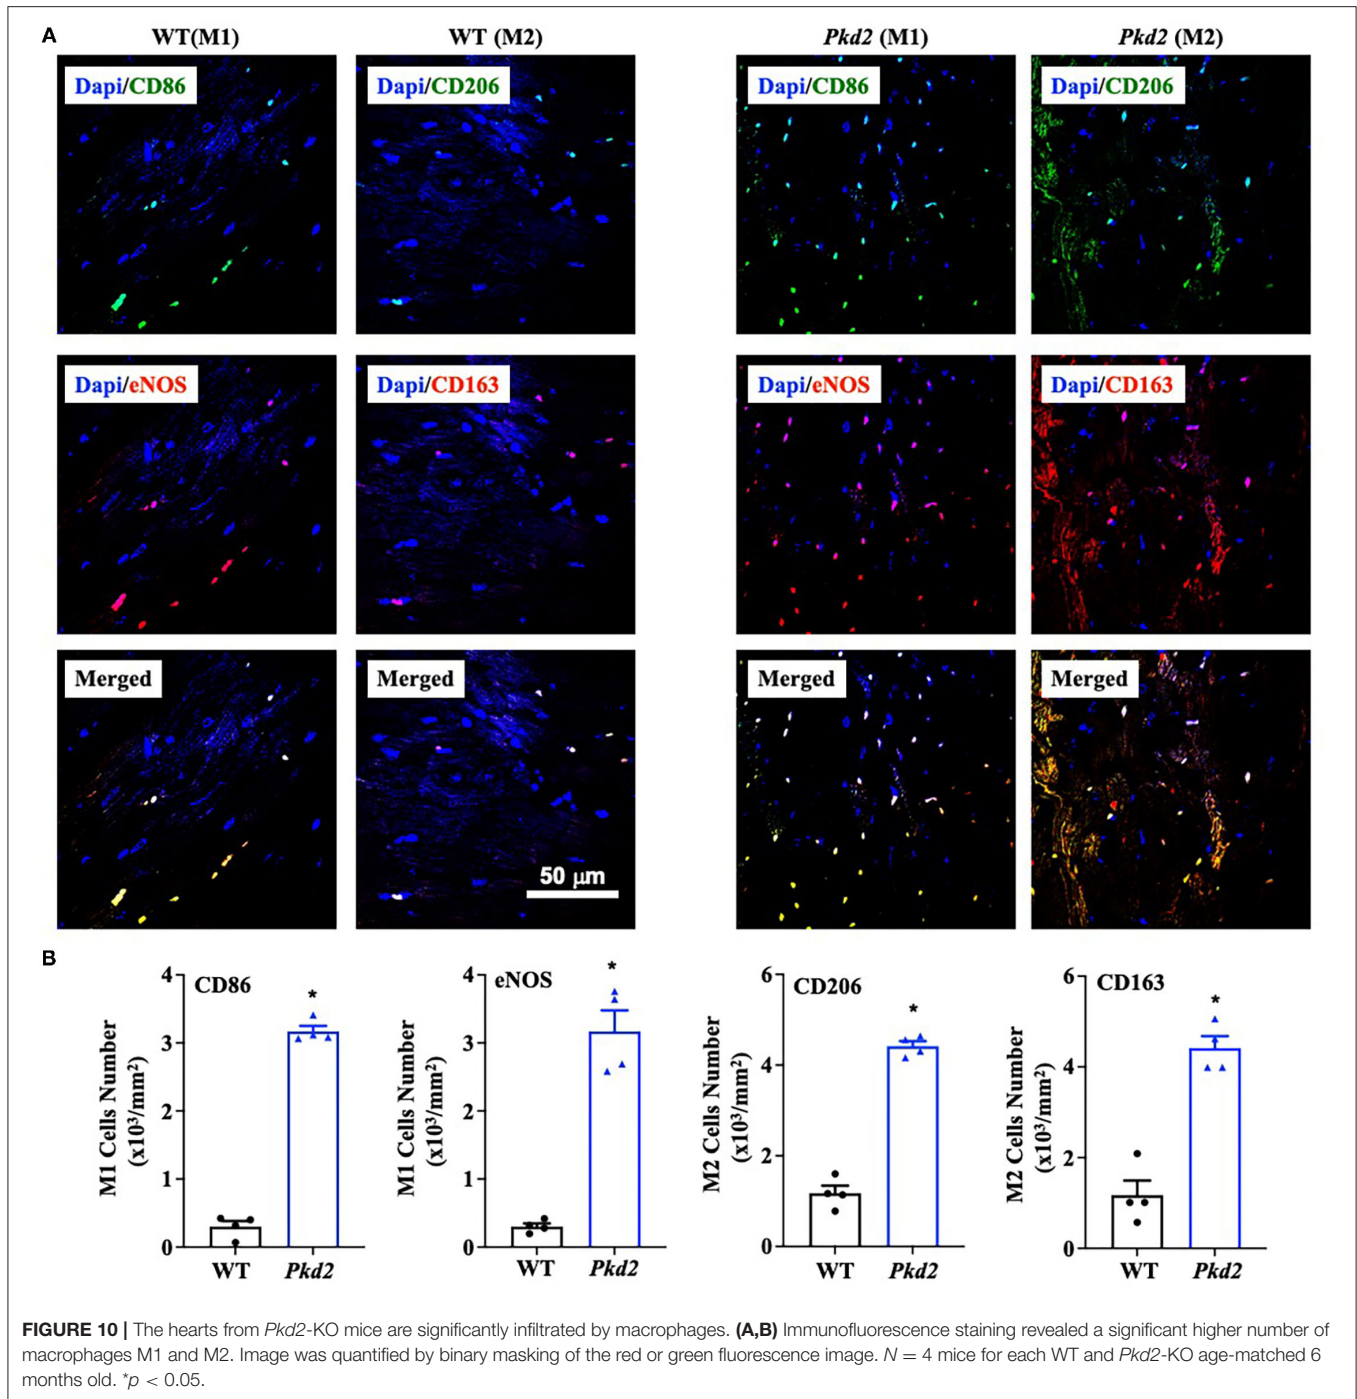 A
WT(M1)
WT (M2)
Pkd2 (M1)
Pkd2 (M2)
Dapi/CD86
Dapi/CD206
Dapi/CD86
Dapi/CD206
Dapi/eNOS
Dapi/CD163
Dapi/eNOS
Dapi/CD163
Merged
Merged
Merged
Merged
50 μm
B
CD86
*
M1 Cells Number
(x10³/mm²)
4
3
2
1
0
WT
Pkd2
eNOS
*
M1 Cells Number
(x10³/mm²)
4
3
2
1
0
WT
Pkd2
CD206
*
M2 Cells Number
(x10³/mm²)
6
4
2
0
WT
Pkd2
CD163
*
M2 Cells Number
(x10³/mm²)
6
4
2
0
WT
Pkd2
FIGURE 10 | The hearts from Pkd2-KO mice are significantly infiltrated by macrophages. (A,B) Immunofluorescence staining revealed a significant higher number of
macrophages M1 and M2. Image was quantified by binary masking of the red or green fluorescence image. N = 4 mice for each WT and Pkd2-KO age-matched 6
months old. *p < 0.05.